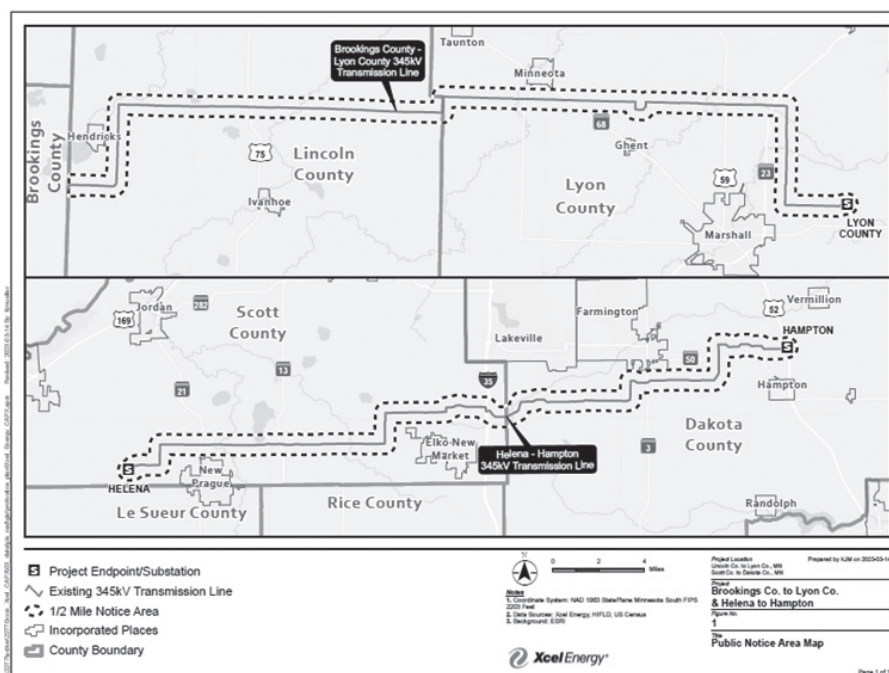 Brookings County -
Lyon County 345kV
Transmission Line
Taunton
Minneota
Hendricks
Brookings
County
75
Lincoln
County
Ivanhoe
68
Ghent
Lyon
County
59
23
Marshall
S
LYON
COUNTY
Jordan
282
169
Scott
County
Lakeville
Farmington
52
Vermillion
HAMPTON
S
13
21
35
50
Hampton
Elko New
Market
Dakota
County
3
Helena - Hampton
345kV Transmission Line
S
HELENA
New
Prague
Le Sueur County
Rice County
Randolph
S Project Endpoint/Substation
Existing 345kV Transmission Line
1/2 Mile Notice Area
Incorporated Places
County Boundary
N
0 2 4
Miles
Notes
1. Coordinate System: NAD 1983 StatePlane Minnesota South FIPS
2203 Feet
2. Data Sources: Xcel Energy, HIFLD, US Census
3. Background: ESRI
Xcel Energy®
Project Location
Lincoln Co. to Lyon Co., MN
Scott Co. to Dakota Co., MN
Prepared by KJM on 2023-03-14
Project
Brookings Co. to Lyon Co.
& Helena to Hampton
Figure No.
1
Title
Public Notice Area Map